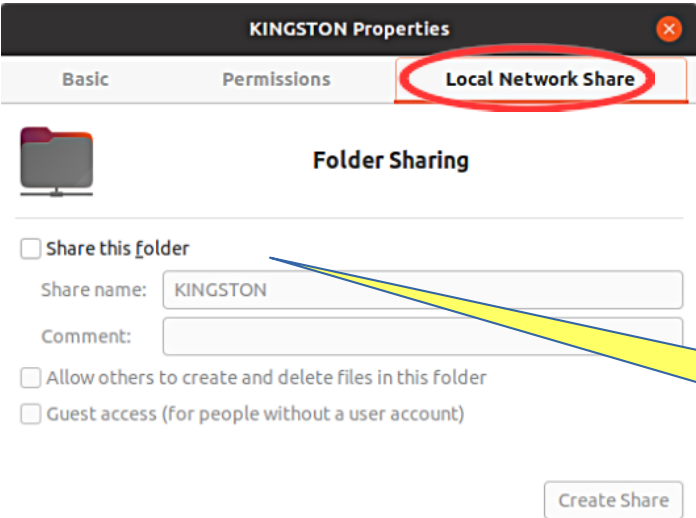 KINGSTON Properties
Basic Permissions Local Network Share
Folder Sharing
Share this folder
Share name: KINGSTON
Comment:
Allow others to create and delete files in this folder
Guest access (for people without a user account)
Create Share